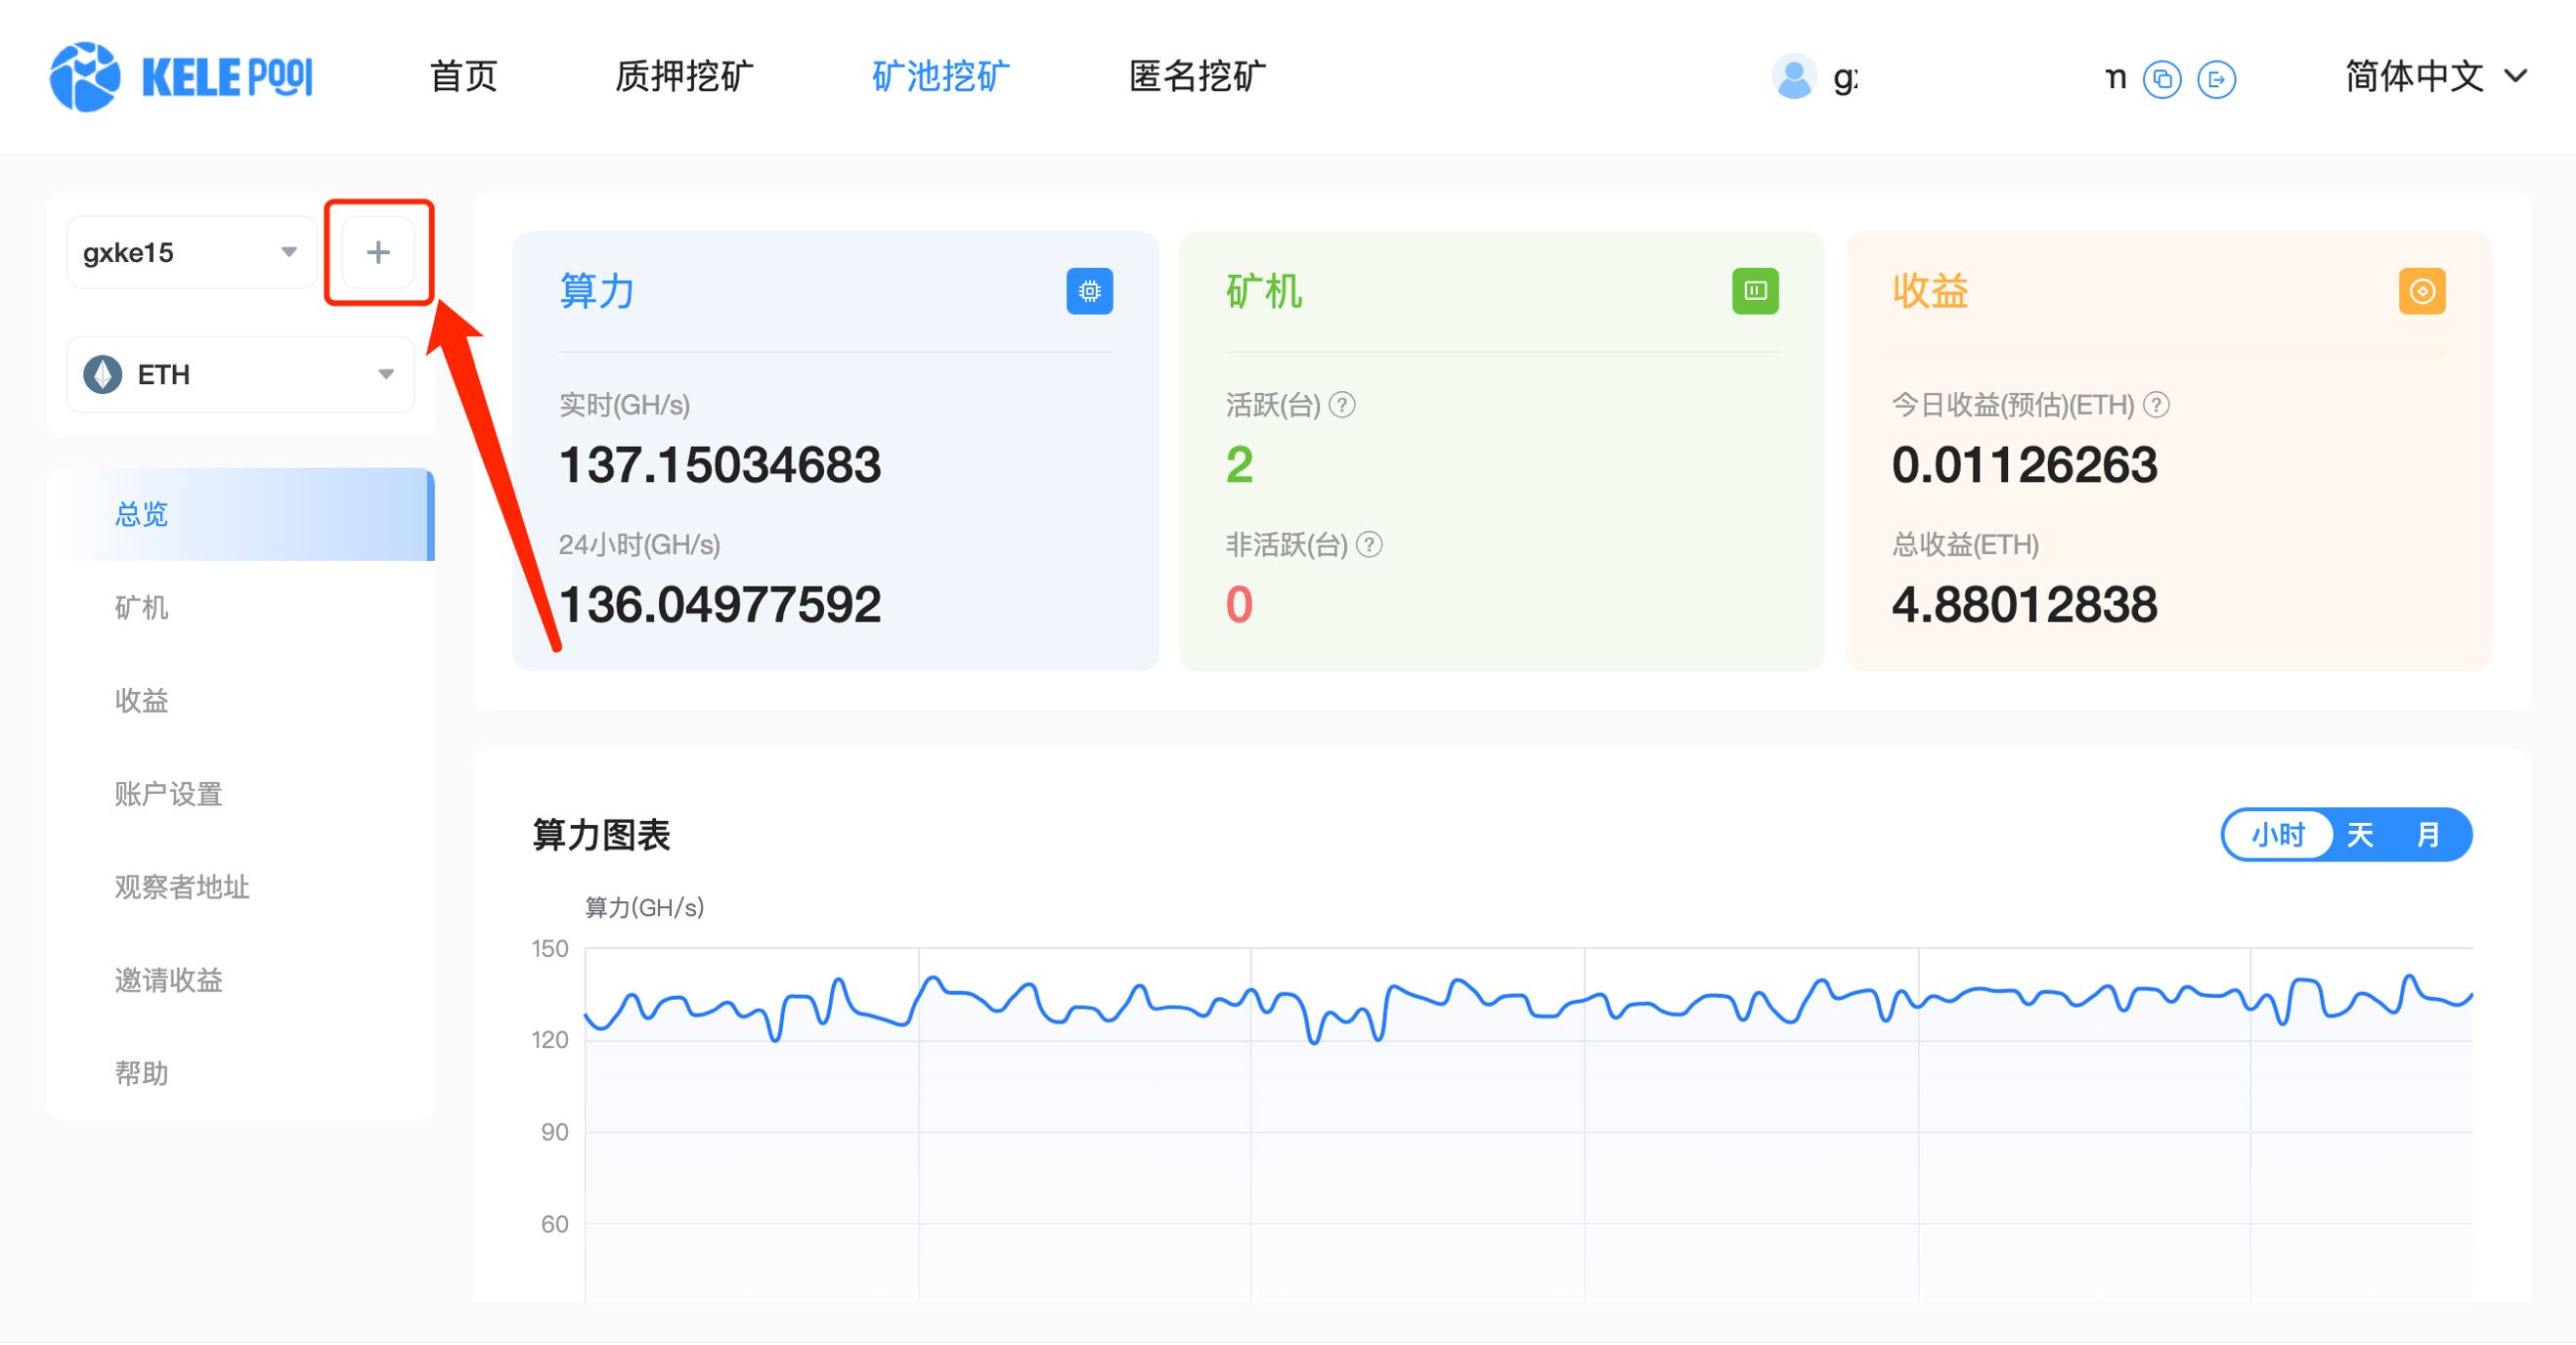 KELE POOL
首页
质押挖矿
矿池挖矿
匿名挖矿
简体中文
gxke15
ETH
总览
矿机
收益
账户设置
观察者地址
邀请收益
帮助
算力
实时(GH/s)
137.15034683
24小时(GH/s)
136.04977592
矿机
活跃(台)
2
非活跃(台)
0
收益
今日收益(预估)(ETH)
0.01126263
总收益(ETH)
4.88012838
算力图表
小时 天 月
算力(GH/s)
150
120
90
60